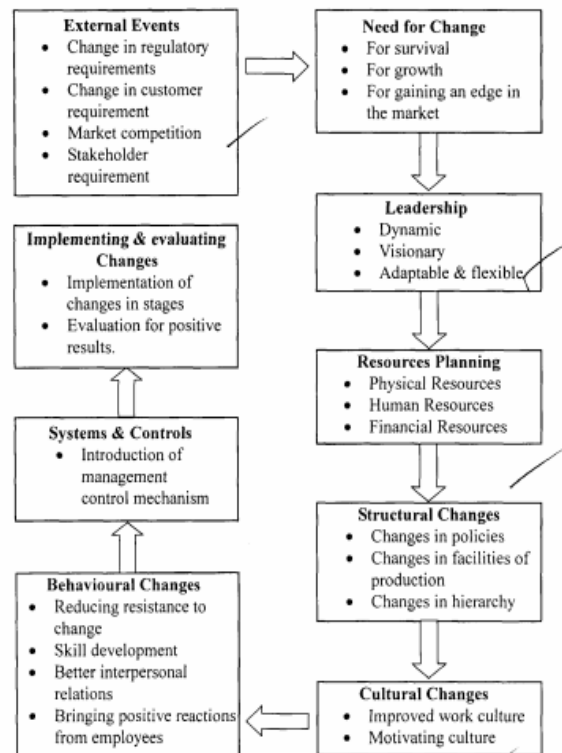 External Events
• Change in regulatory
requirements
• Change in customer
requirement
• Market competition
• Stakeholder
requirement
Need for Change
• For survival
• For growth
• For gaining an edge in
the market
Leadership
• Dynamic
• Visionary
• Adaptable & flexible
Resources Planning
• Physical Resources
• Human Resources
• Financial Resources
Structural Changes
• Changes in policies
• Changes in facilities of
production
• Changes in hierarchy
Cultural Changes
• Improved work culture
• Motivating culture
Behavioural Changes
• Reducing resistance to
change
• Skill development
• Better interpersonal
relations
• Bringing positive reactions
from employees
Systems & Controls
• Introduction of
management
control mechanism
Implementing & evaluating
Changes
• Implementation of
changes in stages
• Evaluation for positive
results.